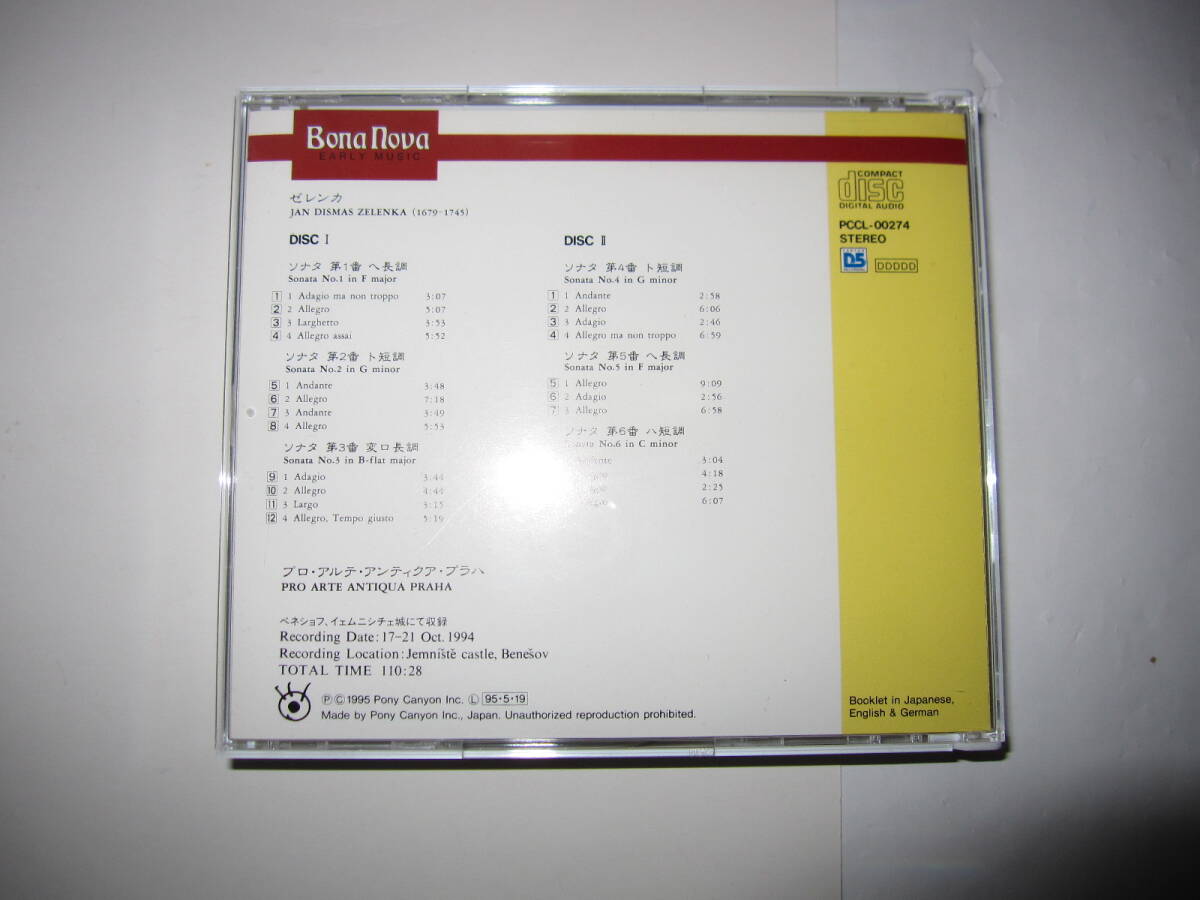 Bona Nova
EARLY MUSIC
ゼレンカ
JAN DISMAS ZELENKA (1679-1745)
DISC Ⅰ
ソナタ 第1番 ヘ長調
Sonata No.1 in F major
1 1 Adagio ma non troppo 3:07
2 2 Allegro 5:07
3 3 Larghetto 3:53
4 4 Allegro assai 5:52
ソナタ 第2番 ト短調
Sonata No.2 in G minor
5 1 Andante 3:48
6 2 Allegro 7:18
7 3 Andante 3:49
8 4 Allegro 5:53
ソナタ 第3番 変ロ長調
Sonata No.3 in B-flat major
9 1 Adagio 3:44
10 2 Allegro 4:44
11 3 Largo 3:15
12 4 Allegro, Tempo giusto 5:19
DISC Ⅱ
ソナタ 第4番 ト短調
Sonata No.4 in G minor
1 1 Andante 2:58
2 2 Allegro 6:06
3 3 Adagio 2:46
4 4 Allegro ma non troppo 6:59
ソナタ 第5番 ヘ長調
Sonata No.5 in F major
5 1 Allegro 9:09
6 2 Adagio 2:56
7 3 Allegro 6:58
ソナタ 第6番 ハ短調
Sonata No.6 in C minor
Andante 3:04
4:18
2:25
6:07
プロ・アルテ・アンティクア・プラハ
PRO ARTE ANTIQUA PRAHA
ベネショフ、イェムニシチェ城にて収録
Recording Date:17-21 Oct. 1994
Recording Location:Jemniště castle, Benešov
TOTAL TIME 110:28
Ⓟ©1995 Pony Canyon Inc. Ⓛ 95・5・19
Made by Pony Canyon Inc., Japan. Unauthorized reproduction prohibited.
COMPACT
disc
DIGITAL AUDIO
PCCL-00274
STEREO
DS DDDDD
Booklet in Japanese,
English & German